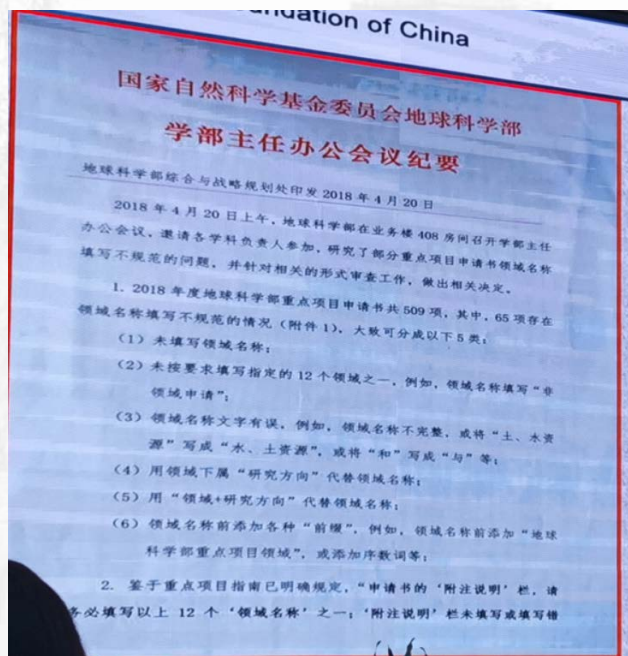 undation of China
国家自然科学基金委员会地球科学部
学部主任办公会议纪要
地球科学部综合与战略规划处印发 2018 年 4 月 20 日
2018 年 4 月 20 日上午，地球科学部在业务楼 408 房间召开学部主任
办公会议，邀请各学科负责人参加，研究了部分重点项目申请书领域名称
填写不规范的问题，并针对相关的形式审查工作，做出相关决定。
1. 2018 年度地球科学部重点项目申请书共 509 项，其中，65 项存在
领域名称填写不规范的情况（附件 1），大致可分成以下 5 类：
（1）未填写领域名称；
（2）未按要求填写指定的 12 个领域之一，例如，领域名称填写“非
领域申请”；
（3）领域名称文字有误，例如，领域名称不完整，或将“土、水资
源”写成“水、土资源”，或将“和”写成“与”等；
（4）用领域下属“研究方向”代替领域名称；
（5）用“领域+研究方向”代替领域名称；
（6）领域名称前添加各种“前缀”，例如，领域名称前添加“地球
科学部重点项目领域”，或添加序数词等；
2. 鉴于重点项目指南已明确规定，“申请书的‘附注说明’栏，请
务必填写以上 12 个‘领域名称’之一；‘附注说明’栏未填写或填写错